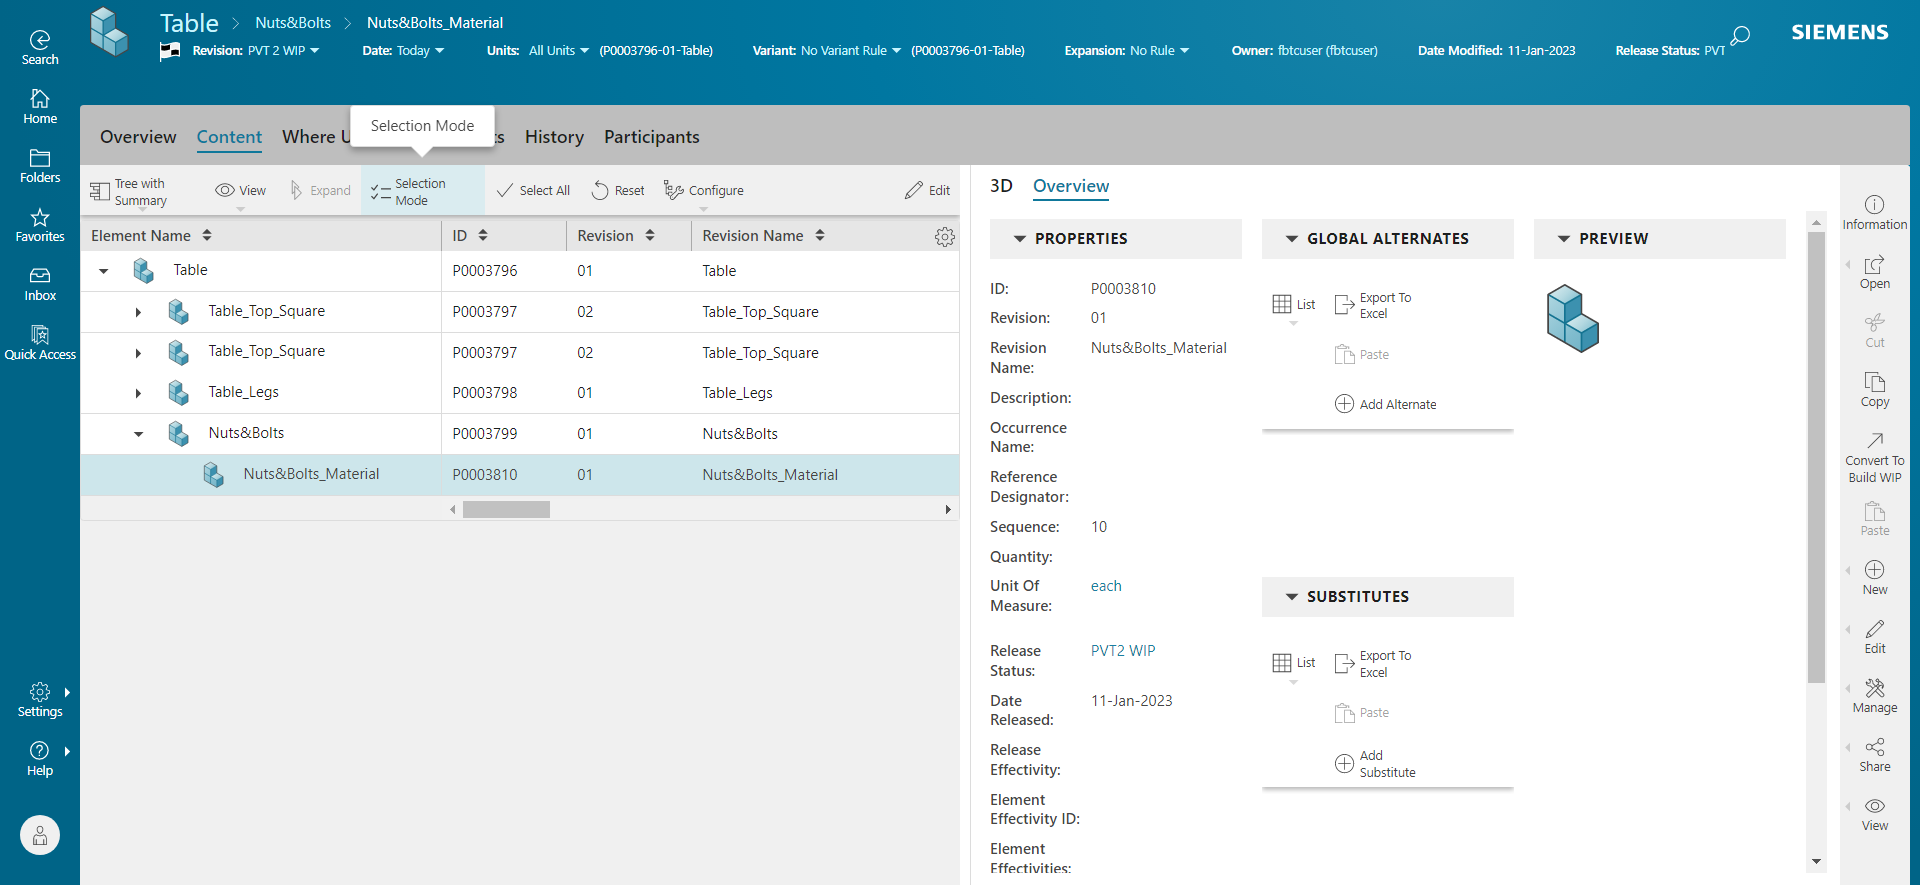 Table > Nuts&Bolts > Nuts&Bolts_Material
SIEMENS
Revision: PVT 2 WIP Date: Today Units: All Units (P0003796-01-Table) Variant: No Variant Rule (P0003796-01-Table) Expansion: No Rule Owner: fbtcuser (fbtcuser) Date Modified: 11-Jan-2023 Release Status: PVT
Search
Home
Folders
Favorites
Inbox
Quick Access
Settings
Help
Selection Mode
Overview Content Where U History Participants
Tree with
Summary
View
Expand
Selection
Mode
Select All
Reset
Configure
Edit
Element Name ID Revision Revision Name
Table P0003796 01 Table
Table_Top_Square P0003797 02 Table_Top_Square
Table_Top_Square P0003797 02 Table_Top_Square
Table_Legs P0003798 01 Table_Legs
Nuts&Bolts P0003799 01 Nuts&Bolts
Nuts&Bolts_Material P0003810 01 Nuts&Bolts_Material
3D Overview
PROPERTIES
ID: P0003810
Revision: 01
Revision
Name: Nuts&Bolts_Material
Description:
Occurrence
Name:
Reference
Designator:
Sequence: 10
Quantity:
Unit Of
Measure: each
Release
Status: PVT2 WIP
Date
Released: 11-Jan-2023
Release
Effectivity:
Element
Effectivity ID:
Element
Effectivities:
GLOBAL ALTERNATES
List
Export To
Excel
Paste
Add Alternate
SUBSTITUTES
List
Export To
Excel
Paste
Add
Substitute
PREVIEW
Information
Open
Cut
Copy
Convert To
Build WIP
Paste
New
Edit
Manage
Share
View